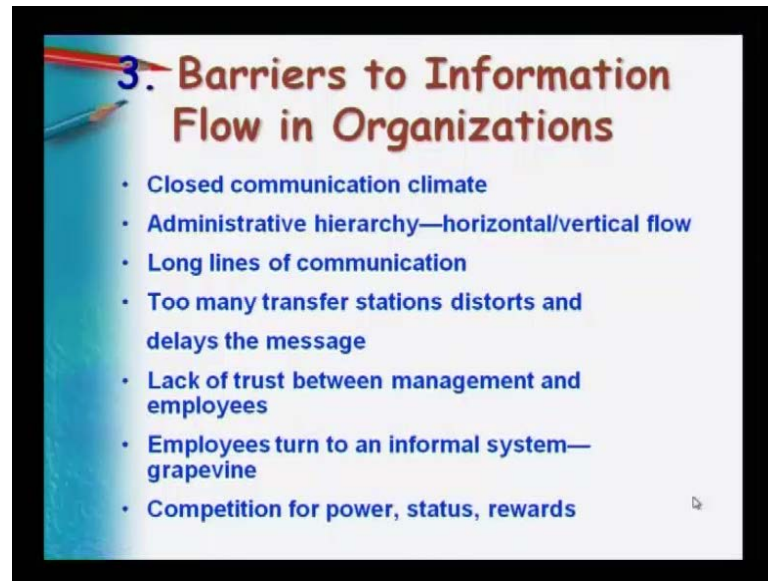 3. Barriers to Information
Flow in Organizations
• Closed communication climate
• Administrative hierarchy—horizontal/vertical flow
• Long lines of communication
• Too many transfer stations distorts and
delays the message
• Lack of trust between management and
employees
• Employees turn to an informal system—
grapevine
• Competition for power, status, rewards